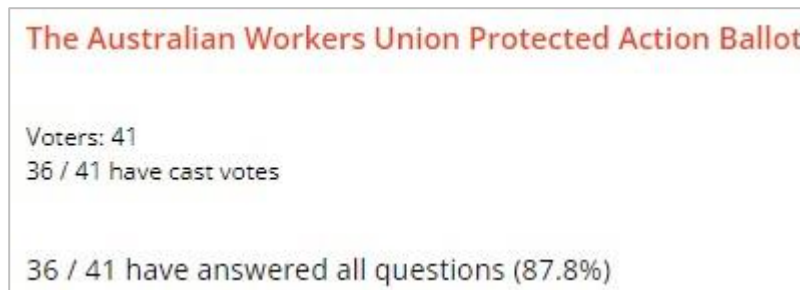 The Australian Workers Union Protected Action Ballot
Voters: 41
36 / 41 have cast votes
36 / 41 have answered all questions (87.8%)